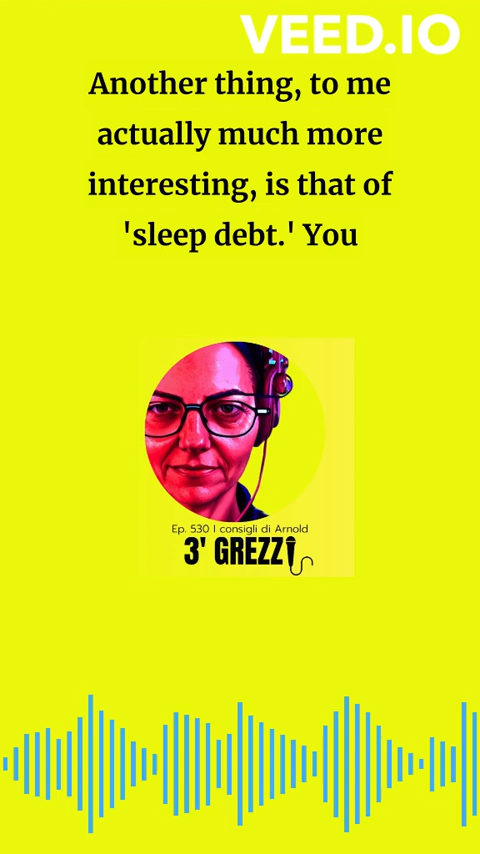 VEED.IO
Another thing, to me
actually much more
interesting, is that of
'sleep debt.' You
Ep. 530 I consigli di Arnold
3' GREZZI